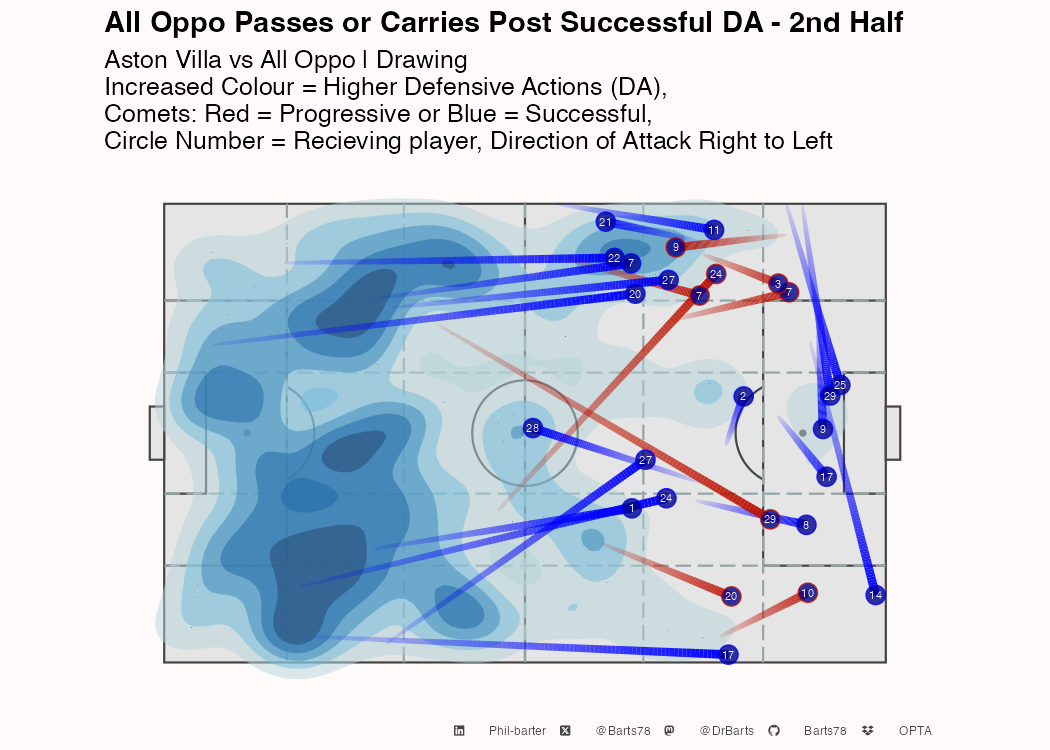 All Oppo Passes or Carries Post Successful DA - 2nd Half
Aston Villa vs All Oppo | Drawing
Increased Colour = Higher Defensive Actions (DA),
Comets: Red = Progressive or Blue = Successful,
Circle Number = Recieving player, Direction of Attack Right to Left
21
11
9
22
7
24
27
3
7
20
7
25
2
29
28
9
27
17
24
1
29
8
10
20
14
17
Phil-barter
@Barts78
@DrBarts
Barts78
OPTA